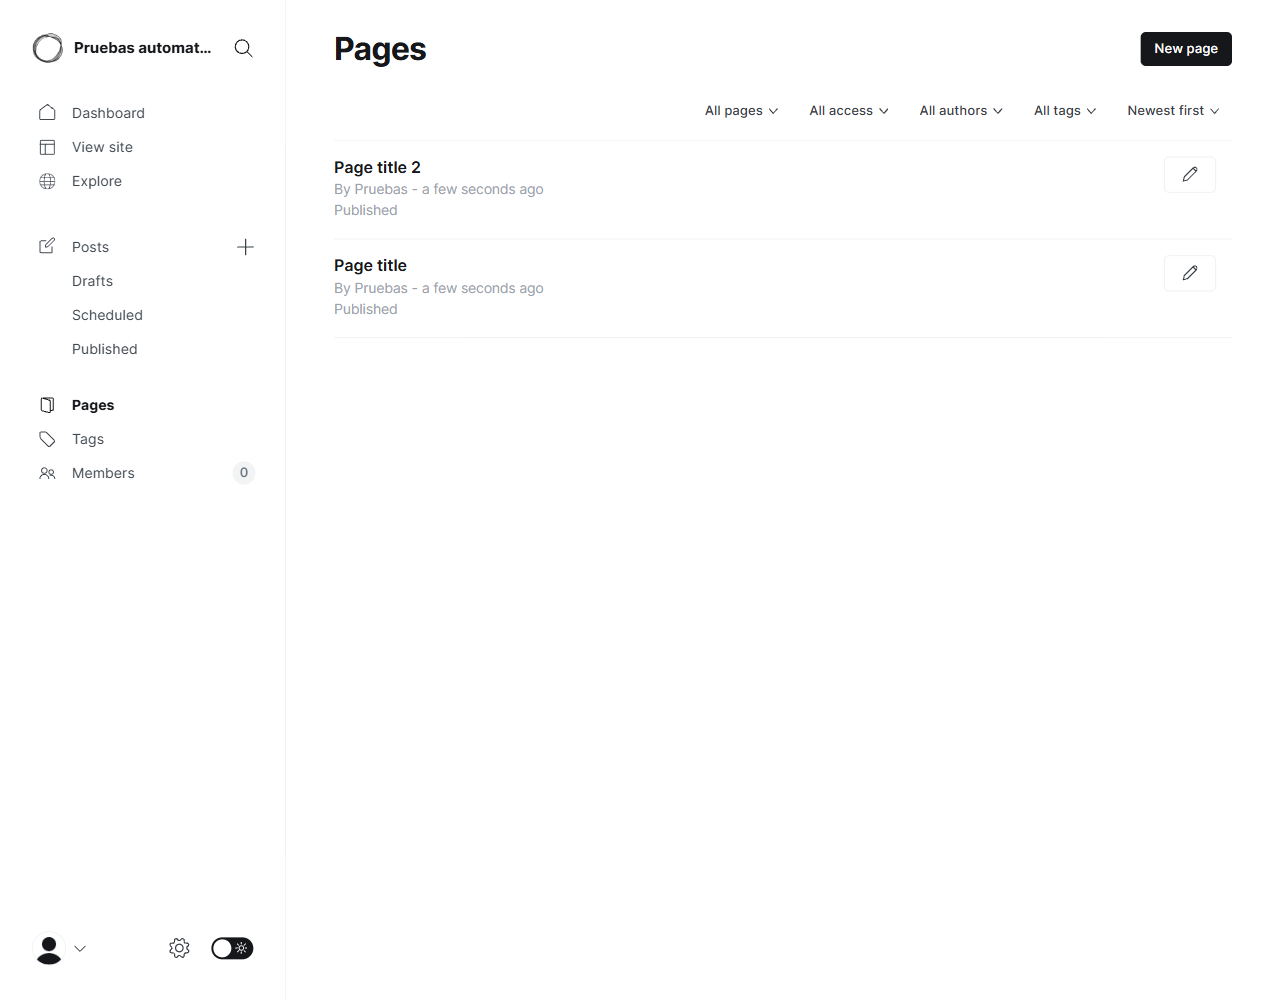 Pruebas automat...
Dashboard
View site
Explore
Posts
Drafts
Scheduled
Published
Pages
Tags
Members
0
Pages
New page
All pages
All access
All authors
All tags
Newest first
Page title 2
By Pruebas - a few seconds ago
Published
Page title
By Pruebas - a few seconds ago
Published